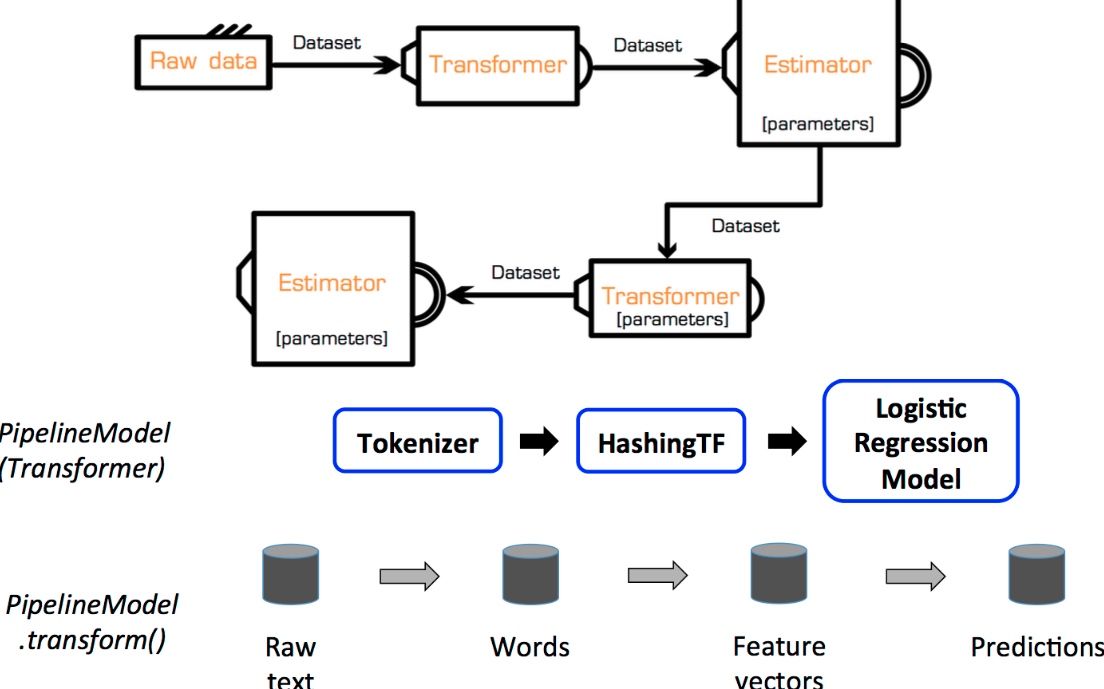 Raw data
Dataset
Transformer
Dataset
Estimator
[parameters]
Dataset
Estimator
[parameters]
Dataset
Transformer
[parameters]
PipelineModel
(Transformer)
Tokenizer
HashingTF
Logistic
Regression
Model
PipelineModel
.transform()
Raw
text
Words
Feature
vectors
Predictions